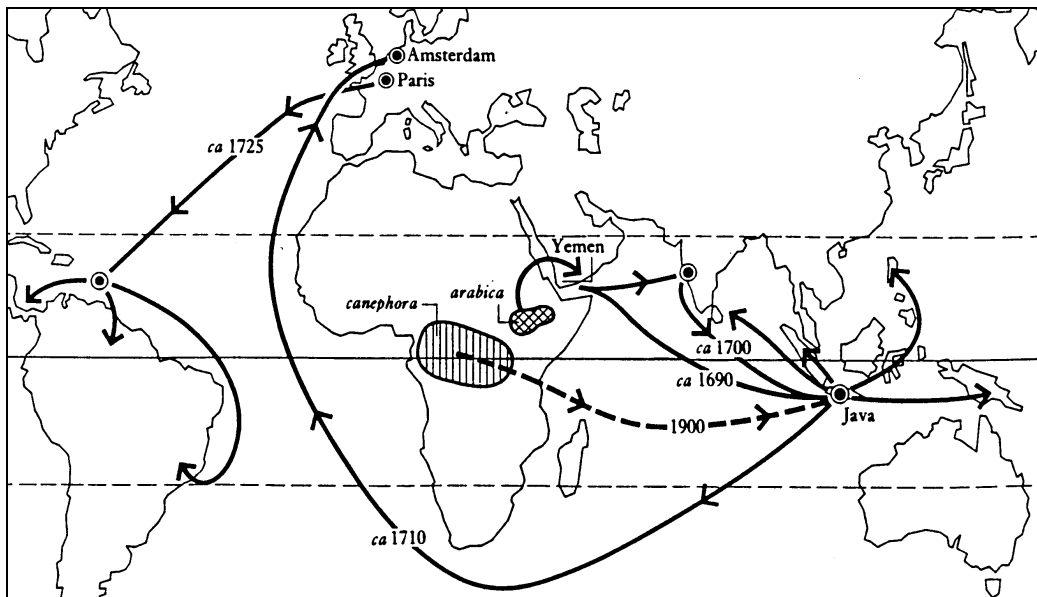 Amsterdam
Paris
ca 1725
Yemen
arabica
canephora
ca 1700
ca 1690
Java
1900
ca 1710